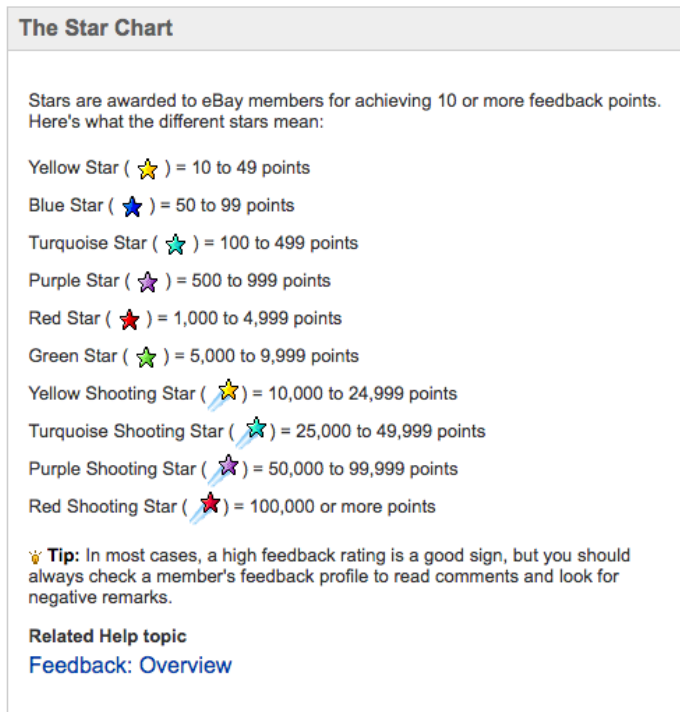 The Star Chart
Stars are awarded to eBay members for achieving 10 or more feedback points.
Here's what the different stars mean:
Yellow Star ( ) = 10 to 49 points
Blue Star ( ) = 50 to 99 points
Turquoise Star ( ) = 100 to 499 points
Purple Star ( ) = 500 to 999 points
Red Star ( ) = 1,000 to 4,999 points
Green Star ( ) = 5,000 to 9,999 points
Yellow Shooting Star ( ) = 10,000 to 24,999 points
Turquoise Shooting Star ( ) = 25,000 to 49,999 points
Purple Shooting Star ( ) = 50,000 to 99,999 points
Red Shooting Star ( ) = 100,000 or more points
Tip: In most cases, a high feedback rating is a good sign, but you should
always check a member's feedback profile to read comments and look for
negative remarks.
Related Help topic
Feedback: Overview